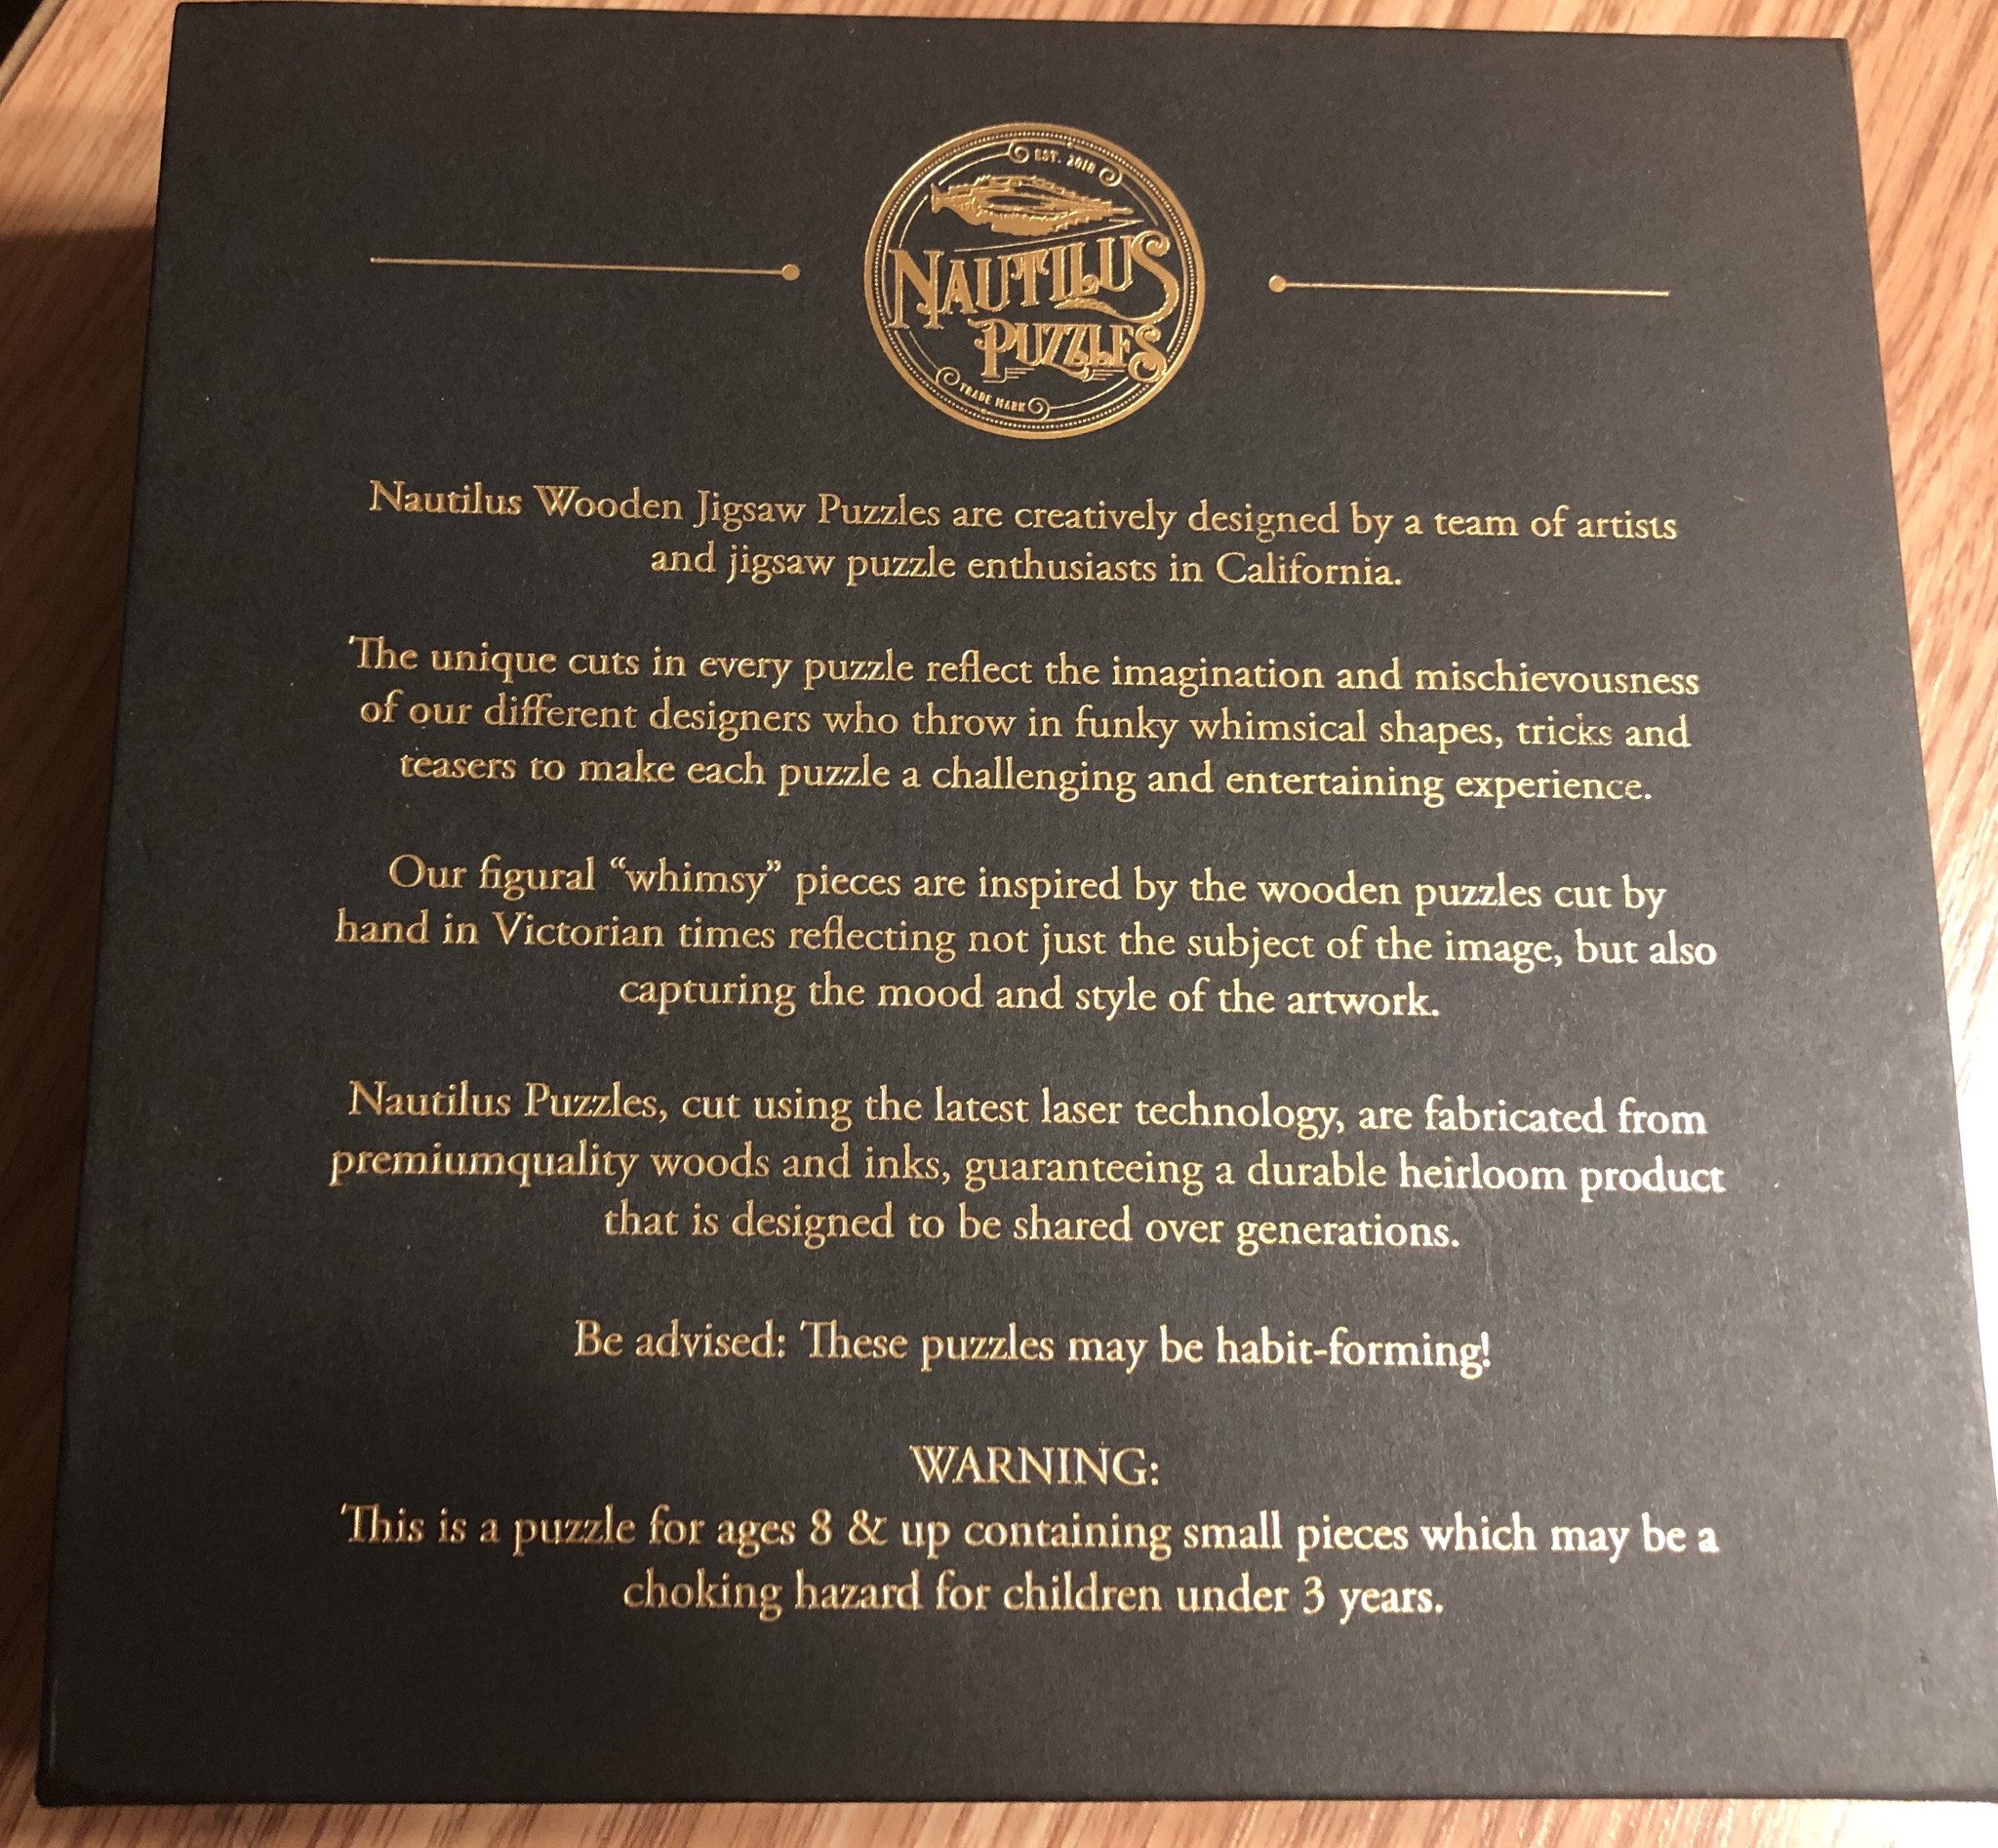 EST. 2018
NAUTILUS
PUZZLES
TRADE MARK
Nautilus Wooden Jigsaw Puzzles are creatively designed by a team of artists
and jigsaw puzzle enthusiasts in California.
The unique cuts in every puzzle reflect the imagination and mischievousness
of our different designers who throw in funky whimsical shapes, tricks and
teasers to make each puzzle a challenging and entertaining experience.
Our figural “whimsy” pieces are inspired by the wooden puzzles cut by
hand in Victorian times reflecting not just the subject of the image, but also
capturing the mood and style of the artwork.
Nautilus Puzzles, cut using the latest laser technology, are fabricated from
premiumquality woods and inks, guaranteeing a durable heirloom product
that is designed to be shared over generations.
Be advised: These puzzles may be habit-forming!
WARNING:
This is a puzzle for ages 8 & up containing small pieces which may be a
choking hazard for children under 3 years.